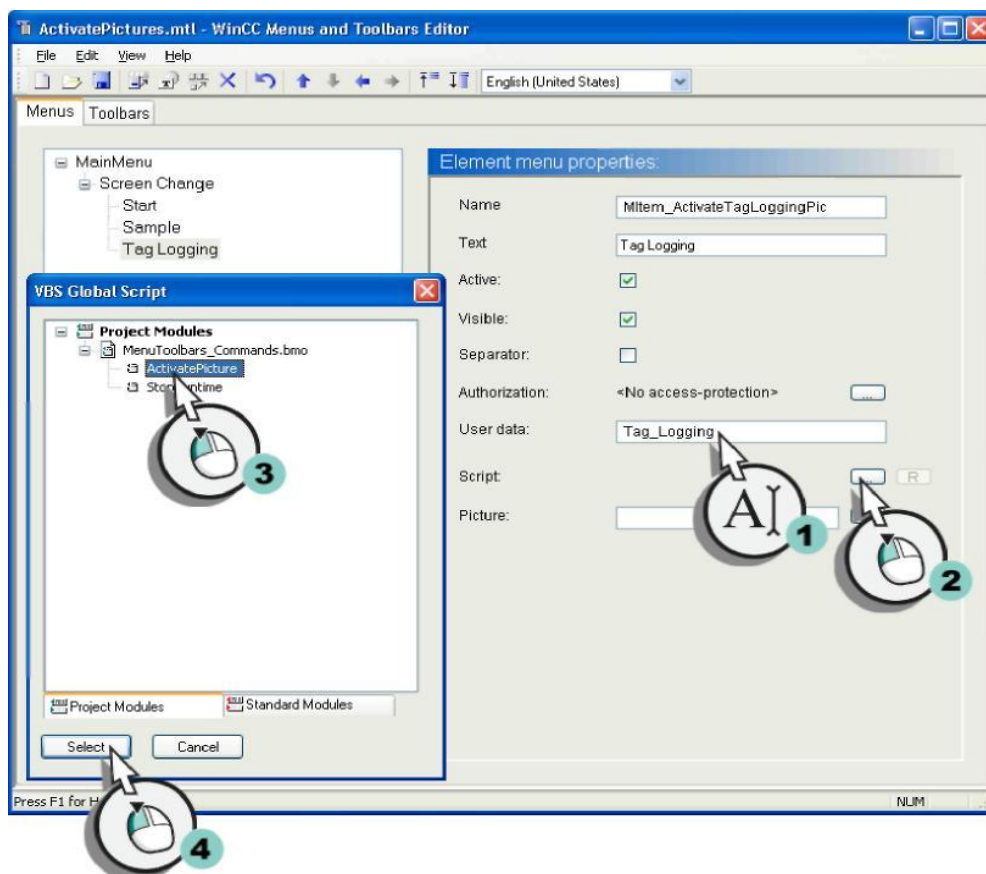 ActivatePictures.mtl - WinCC Menus and Toolbars Editor
File Edit View Help
English (United States)
Menus Toolbars
MainMenu
Screen Change
Start
Sample
Tag Logging
Element menu properties:
Name MItem_ActivateTagLoggingPic
Text Tag Logging
Active:
Visible:
Separator:
Authorization: <No access-protection> ...
User data: Tag_Logging
Script: ... R
Picture:
A 1
2
VBS Global Script
Project Modules
MenuToolbars_Commands.bmo
ActivatePicture
3
Project Modules Standard Modules
Select Cancel
4
Press F1 for NUM